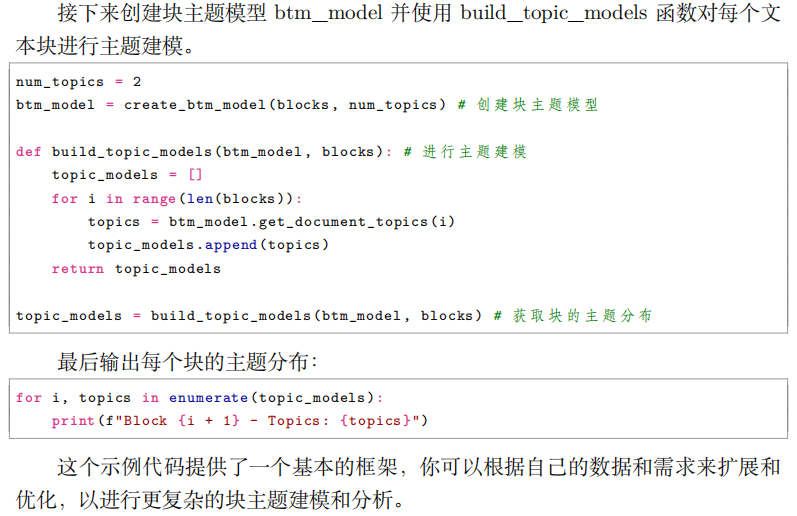 接下来创建块主题模型 btm_model 并使用 build_topic_models 函数对每个文
本块进行主题建模。
num_topics = 2
btm_model = create_btm_model(blocks, num_topics) # 创建块主题模型
def build_topic_models(btm_model, blocks): # 进行主题建模
    topic_models = []
    for i in range(len(blocks)):
        topics = btm_model.get_document_topics(i)
        topic_models.append(topics)
    return topic_models
topic_models = build_topic_models(btm_model, blocks) # 获取块的主题分布
最后输出每个块的主题分布：
for i, topics in enumerate(topic_models):
    print(f"Block {i + 1} - Topics: {topics}")
这个示例代码提供了一个基本的框架，你可以根据自己的数据和需求来扩展和
优化，以进行更复杂的块主题建模和分析。